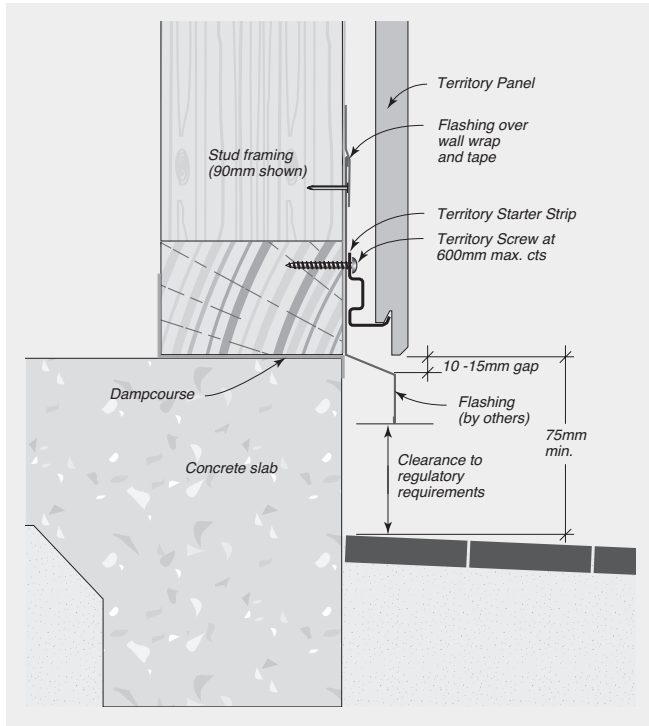 Territory Panel
Flashing over
wall wrap
and tape
Stud framing
(90mm shown)
Territory Starter Strip
Territory Screw at
600mm max. cts
10 -15mm gap
Dampcourse
Flashing
(by others)
75mm
min.
Clearance to
regulatory
requirements
Concrete slab